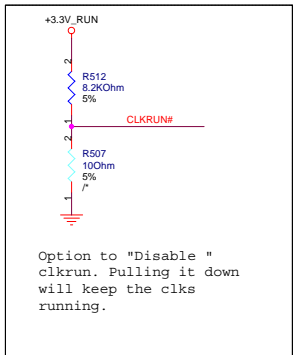 +3.3V_RUN
2
R512
8.2KOhm
5%
1
CLKRUN#
2
R507
10Ohm
5%
/*
1
Option to "Disable "
clkrun. Pulling it down
will keep the clks
running.